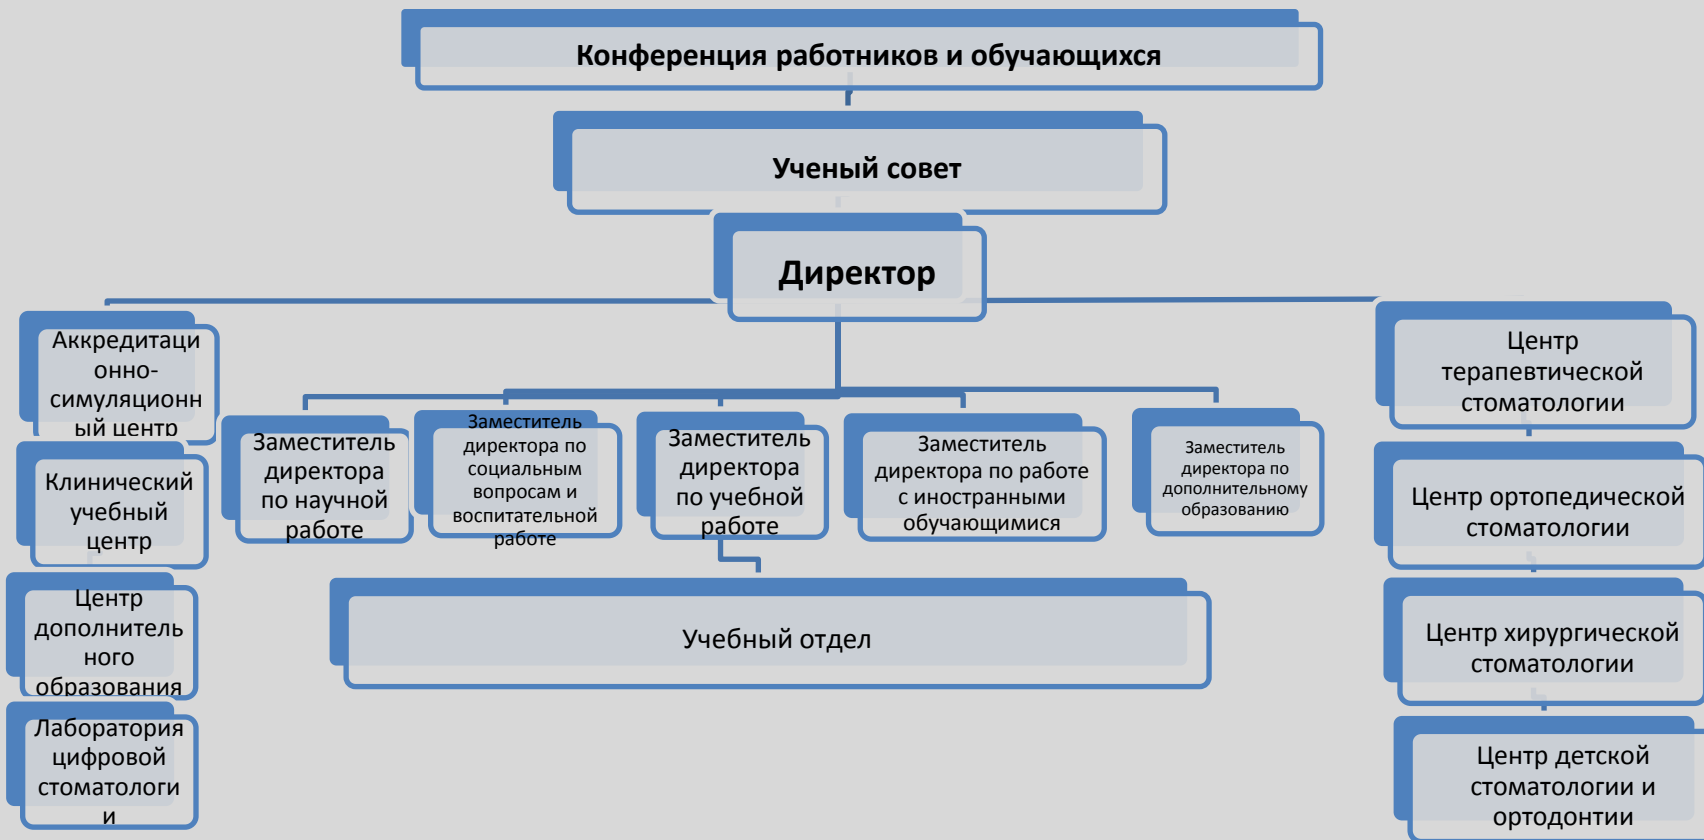 Конференция работников и обучающихся
Ученый совет
Директор
Аккредитаци
онно-
симуляционн
ый центр
Клинический
учебный
центр
Центр
дополнитель
ного
образования
Лаборатория
цифровой
стоматологи
и
Заместитель
директора
по научной
работе
Заместитель
директора по
социальным
вопросам и
воспитательной
работе
Заместитель
директора
по учебной
работе
Заместитель
директора по работе
с иностранными
обучающимися
Заместитель
директора по
дополнительному
образованию
Учебный отдел
Центр
терапевтической
стоматологии
Центр ортопедической
стоматологии
Центр хирургической
стоматологии
Центр детской
стоматологии и
ортодонтии